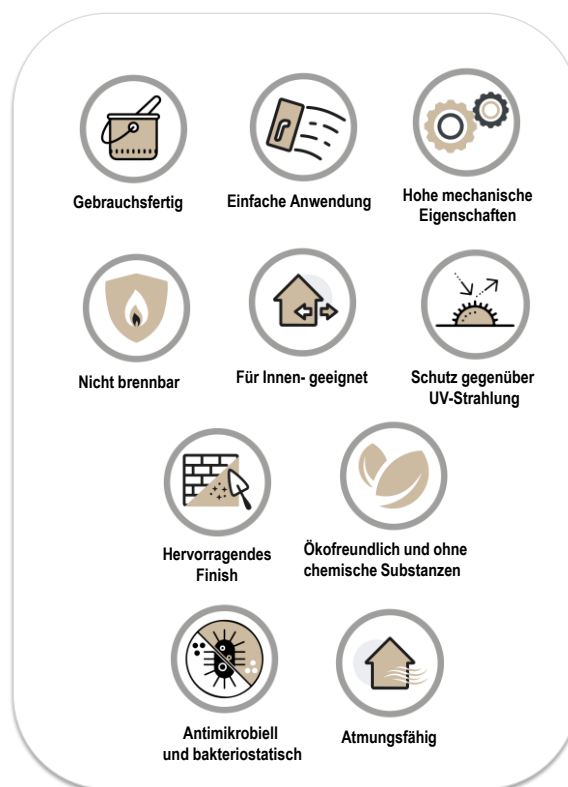 Gebrauchsfertig
Einfache Anwendung
Hohe mechanische
Eigenschaften
Nicht brennbar
Für Innen- geeignet
Schutz gegenüber
UV-Strahlung
Hervorragendes
Finish
Ökofreundlich und ohne
chemische Substanzen
Antimikrobiell
und bakteriostatisch
Atmungsfähig